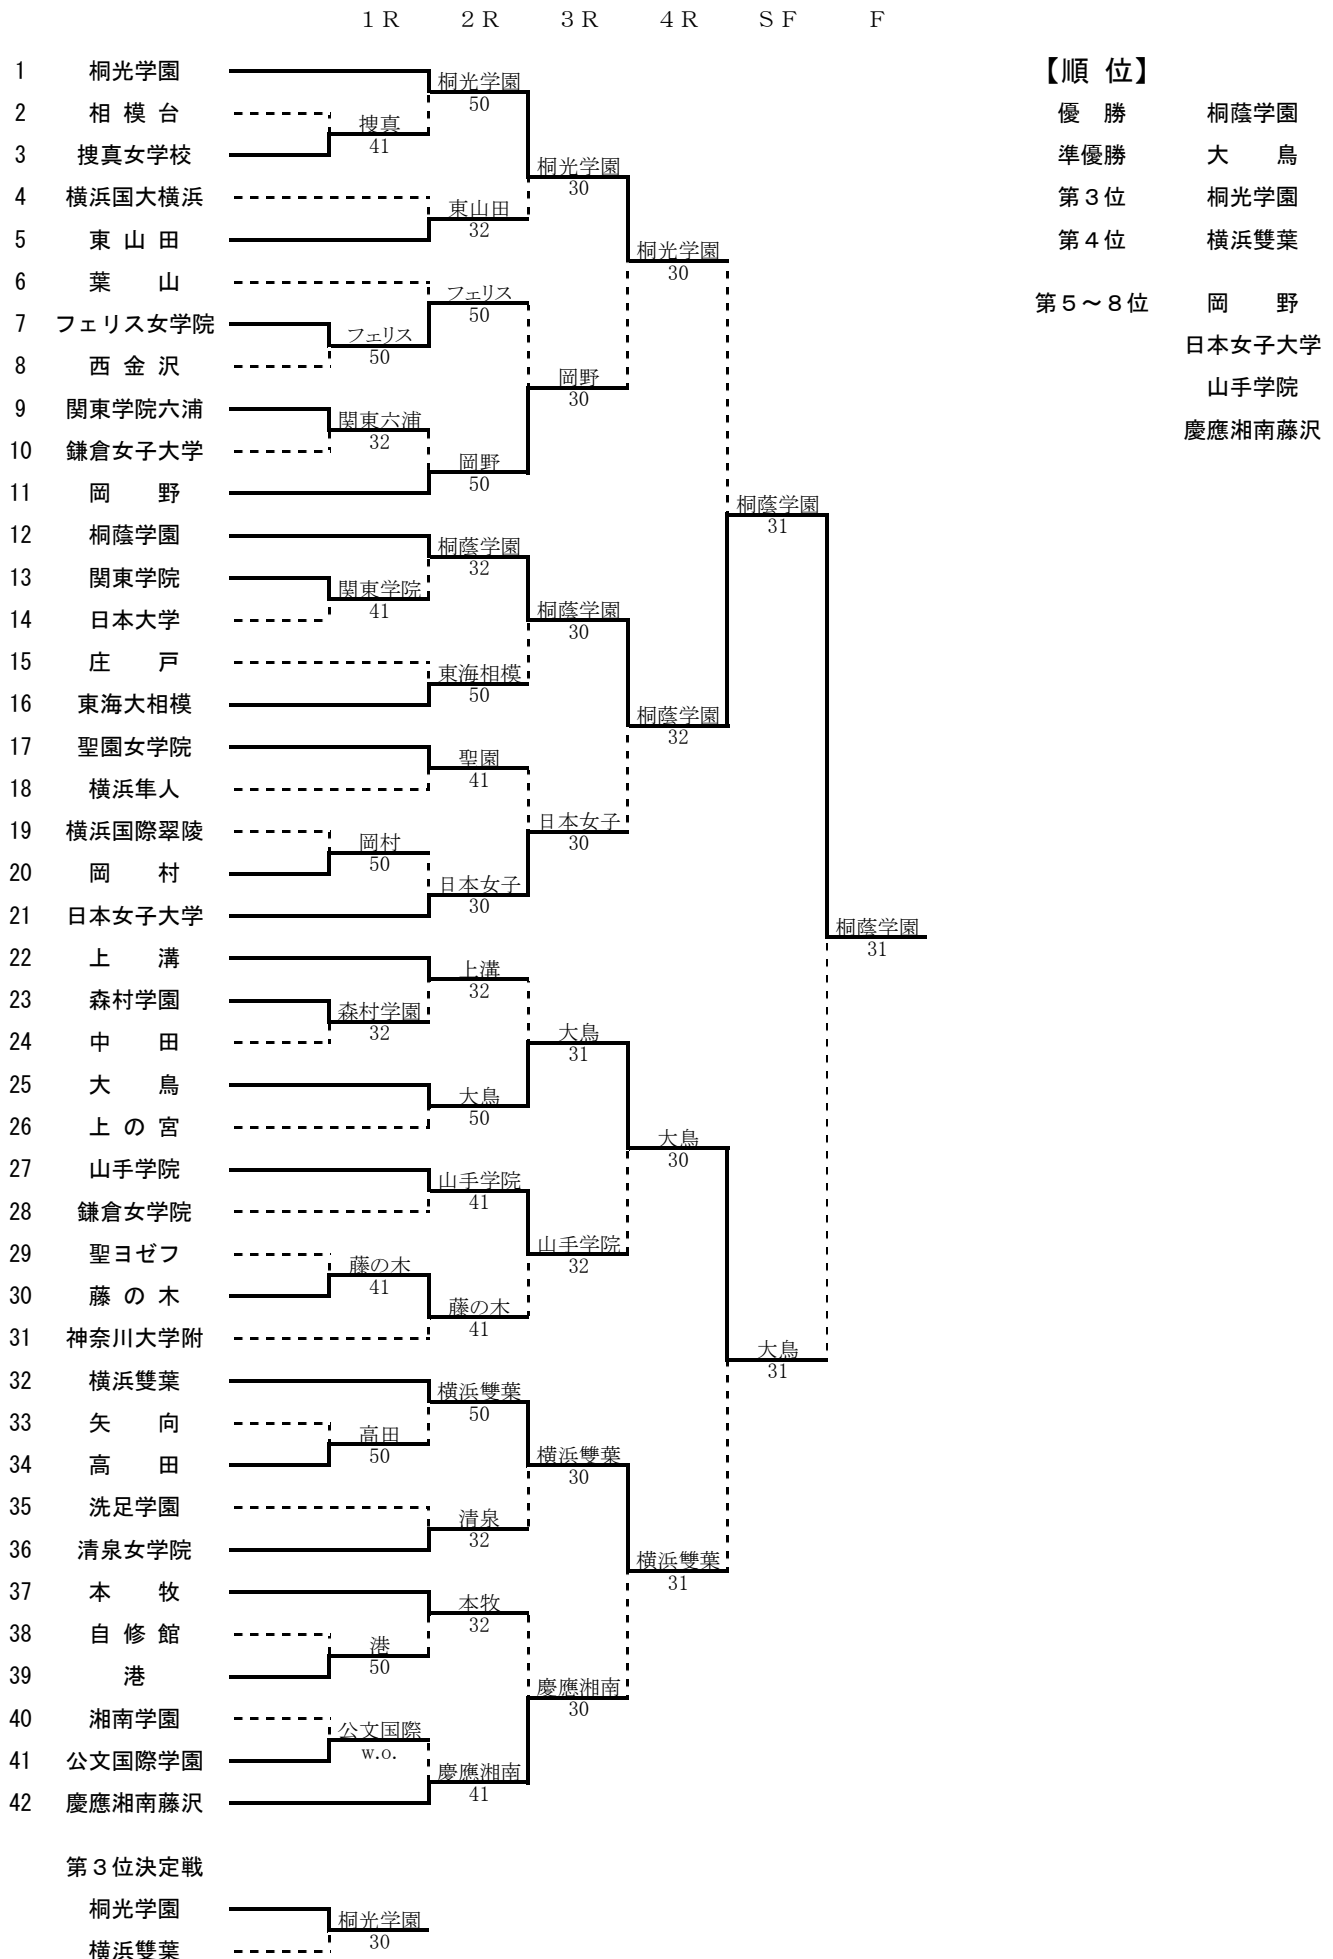 1R 2R 3R 4R SF F
【順 位】
優 勝 桐蔭学園
準優勝 大 鳥
第3位 桐光学園
第4位 横浜雙葉
第5～8位 岡 野
日本女子大学
山手学院
慶應湘南藤沢
1 桐光学園
2 相 模 台
3 捜真女学校
4 横浜国大横浜
5 東 山 田
6 葉 山
7 フェリス女学院
8 西 金 沢
9 関東学院六浦
10 鎌倉女子大学
11 岡 野
12 桐蔭学園
13 関東学院
14 日本大学
15 庄 戸
16 東海大相模
17 聖園女学院
18 横浜隼人
19 横浜国際翠陵
20 岡 村
21 日本女子大学
22 上 溝
23 森村学園
24 中 田
25 大 鳥
26 上 の 宮
27 山手学院
28 鎌倉女学院
29 聖ヨゼフ
30 藤 の 木
31 神奈川大学附
32 横浜雙葉
33 矢 向
34 高 田
35 洗足学園
36 清泉女学院
37 本 牧
38 自 修 館
39 港
40 湘南学園
41 公文国際学園
42 慶應湘南藤沢
捜真
41
フェリス
50
関東六浦
32
関東学院
41
岡村
50
森村学園
32
藤の木
41
高田
50
港
50
公文国際
w.o.
桐光学園
50
東山田
32
フェリス
50
岡野
50
桐蔭学園
32
東海相模
50
聖園
41
日本女子
30
上溝
32
大鳥
50
山手学院
41
藤の木
41
横浜雙葉
50
清泉
32
本牧
32
慶應湘南
41
桐光学園
30
岡野
30
桐蔭学園
30
日本女子
30
大鳥
31
山手学院
32
横浜雙葉
30
慶應湘南
30
桐光学園
30
桐蔭学園
32
大鳥
30
横浜雙葉
31
桐蔭学園
31
大鳥
31
桐蔭学園
31
第3位決定戦
桐光学園
横浜雙葉
桐光学園
30